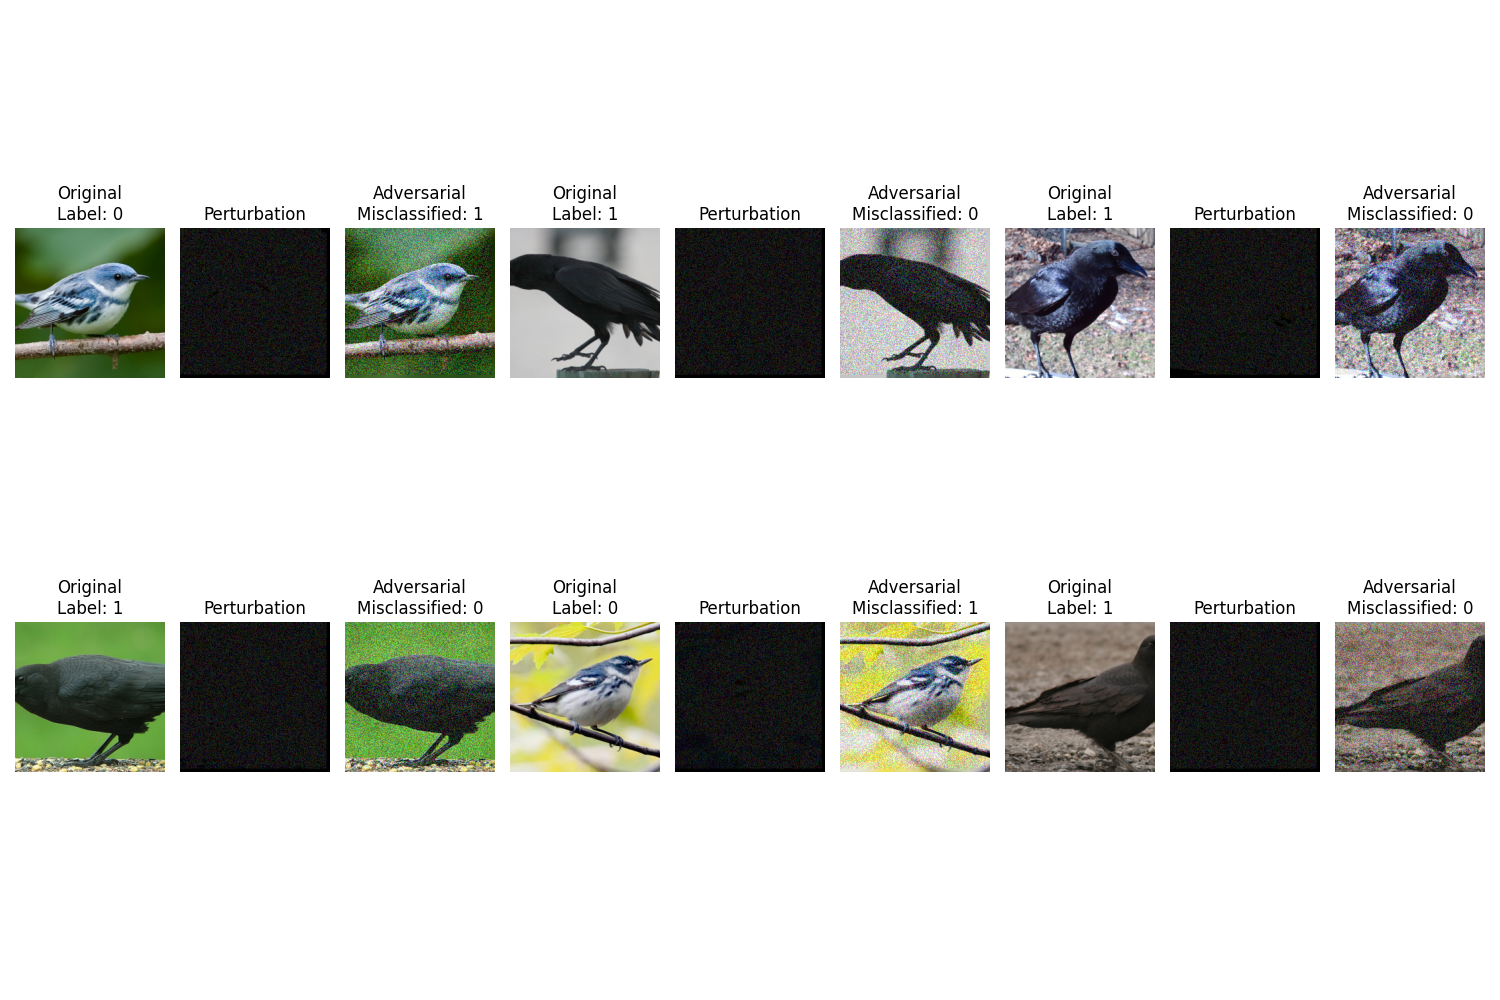 Original
Label: 0
Perturbation
Adversarial
Misclassified: 1
Original
Label: 1
Perturbation
Adversarial
Misclassified: 0
Original
Label: 1
Perturbation
Adversarial
Misclassified: 0
Original
Label: 1
Perturbation
Adversarial
Misclassified: 0
Original
Label: 0
Perturbation
Adversarial
Misclassified: 1
Original
Label: 1
Perturbation
Adversarial
Misclassified: 0